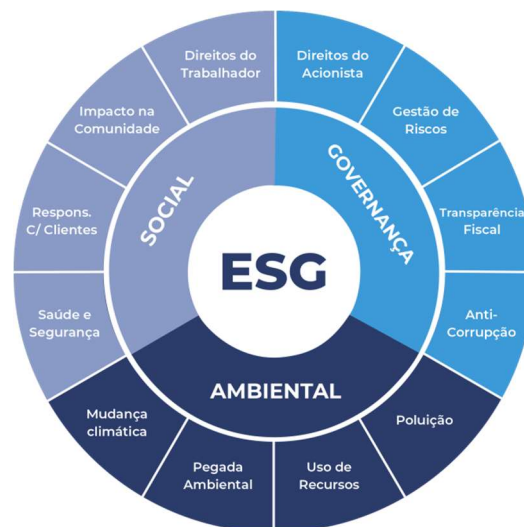 Direitos do
Trabalhador
Direitos do
Acionista
Impacto na
Comunidade
Gestão de
Riscos
Respons.
C/ Clientes
SOCIAL
GOVERNANÇA
Transparência
Fiscal
ESG
Saúde e
Segurança
Anti-
Corrupção
AMBIENTAL
Mudança
climática
Poluição
Pegada
Ambiental
Uso de
Recursos